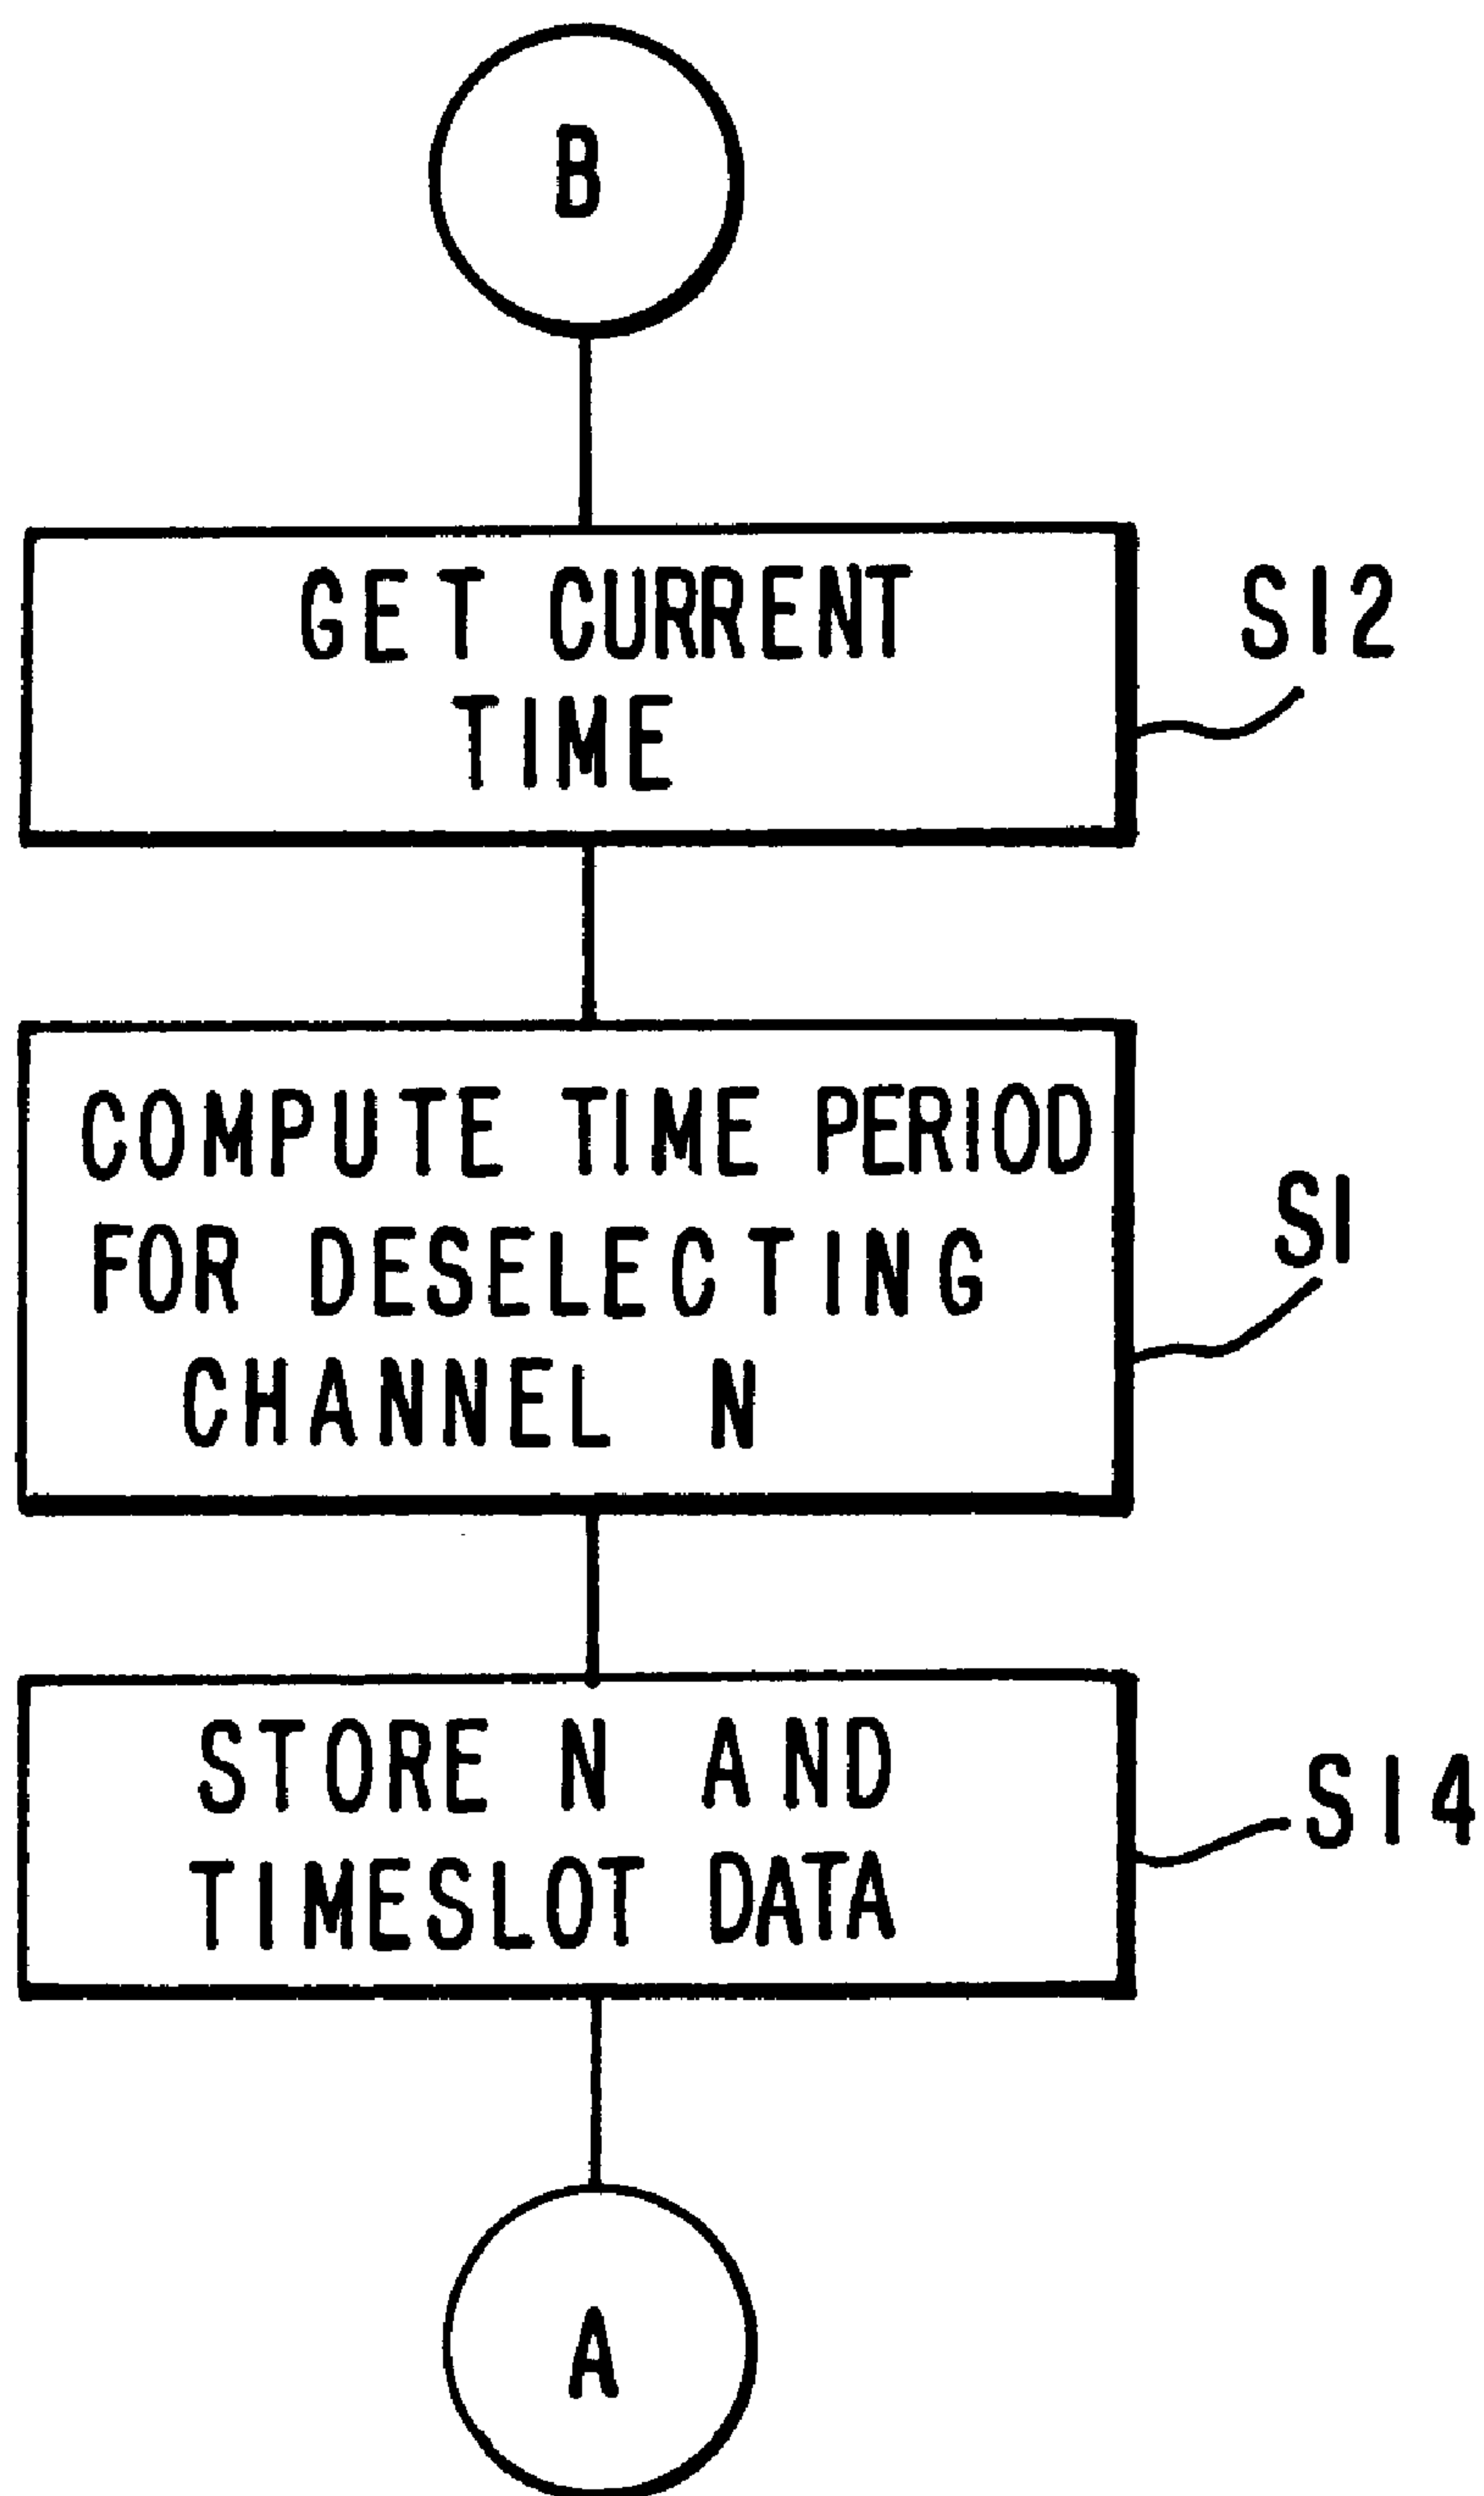 B
GET CURRENT
TIME
S12
COMPUTE TIME PERIOD
FOR DESELECTING
CHANNEL N
S1
STORE N AND
TIMESLOT DATA
S14
A